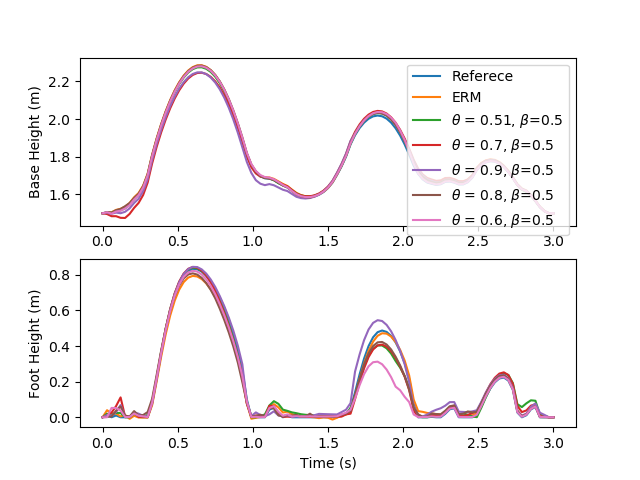 Base Height (m)
2.2
2.0
1.8
1.6
Referece
ERM
θ = 0.51, β=0.5
θ = 0.7, β=0.5
θ = 0.9, β=0.5
θ = 0.8, β=0.5
θ = 0.6, β=0.5
0.0 0.5 1.0 1.5 2.0 2.5 3.0
Foot Height (m)
0.8
0.6
0.4
0.2
0.0
0.0 0.5 1.0 1.5 2.0 2.5 3.0
Time (s)